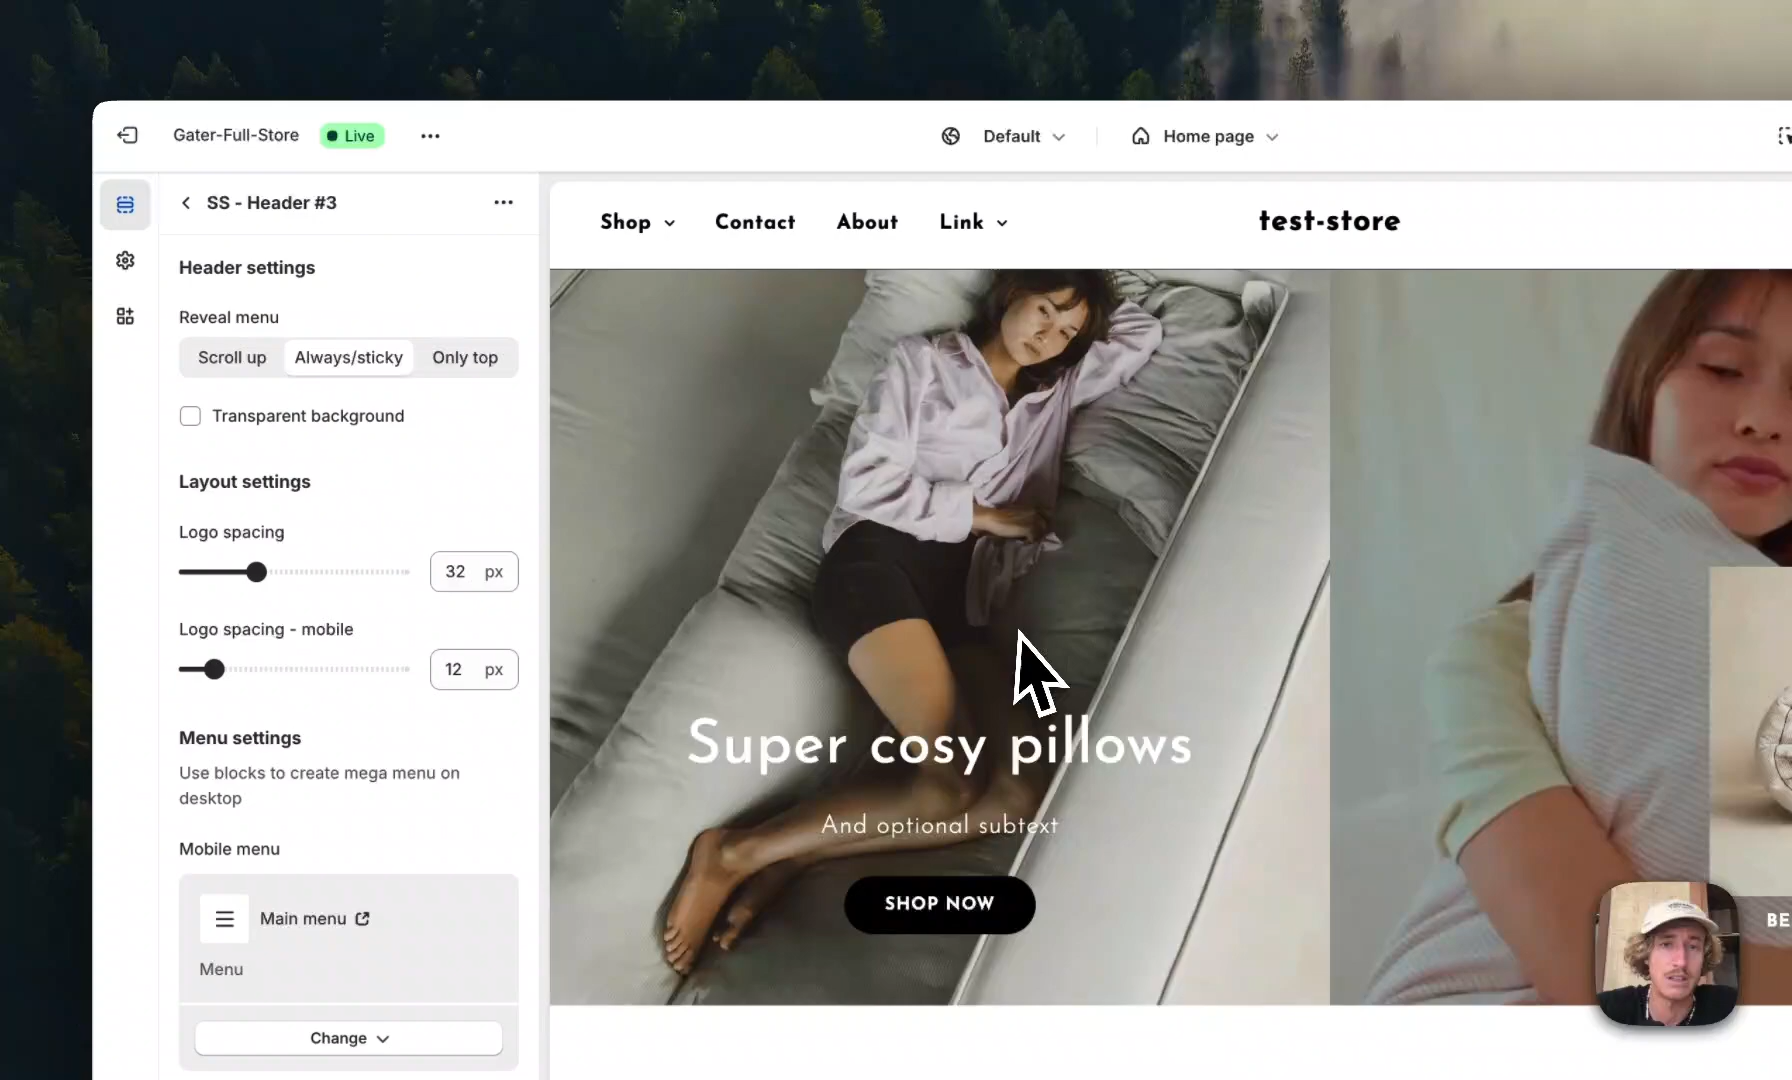 Gater-Full-Store
Live
Default
Home page
SS - Header #3
Header settings
Reveal menu
Scroll up
Always/sticky
Only top
Transparent background
Layout settings
Logo spacing
32 px
Logo spacing - mobile
12 px
Menu settings
Use blocks to create mega menu on
desktop
Mobile menu
Main menu
Menu
Change
Shop
Contact
About
Link
test-store
Super cosy pillows
And optional subtext
SHOP NOW
BE